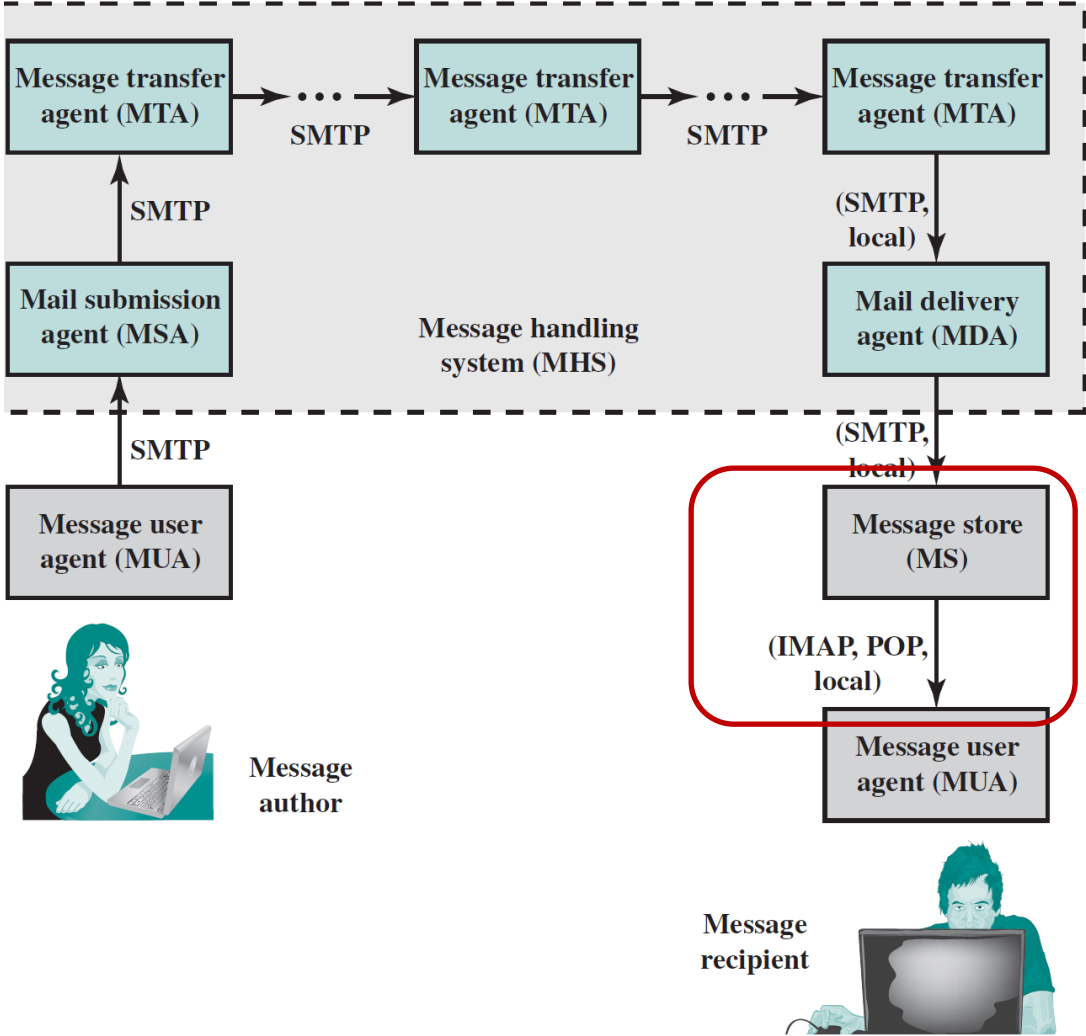 Message transfer
agent (MTA)
SMTP
Message transfer
agent (MTA)
SMTP
Message transfer
agent (MTA)
SMTP
(SMTP,
local)
Mail submission
agent (MSA)
Message handling
system (MHS)
Mail delivery
agent (MDA)
SMTP
(SMTP,
local)
Message user
agent (MUA)
Message store
(MS)
(IMAP, POP,
local)
Message
author
Message user
agent (MUA)
Message
recipient